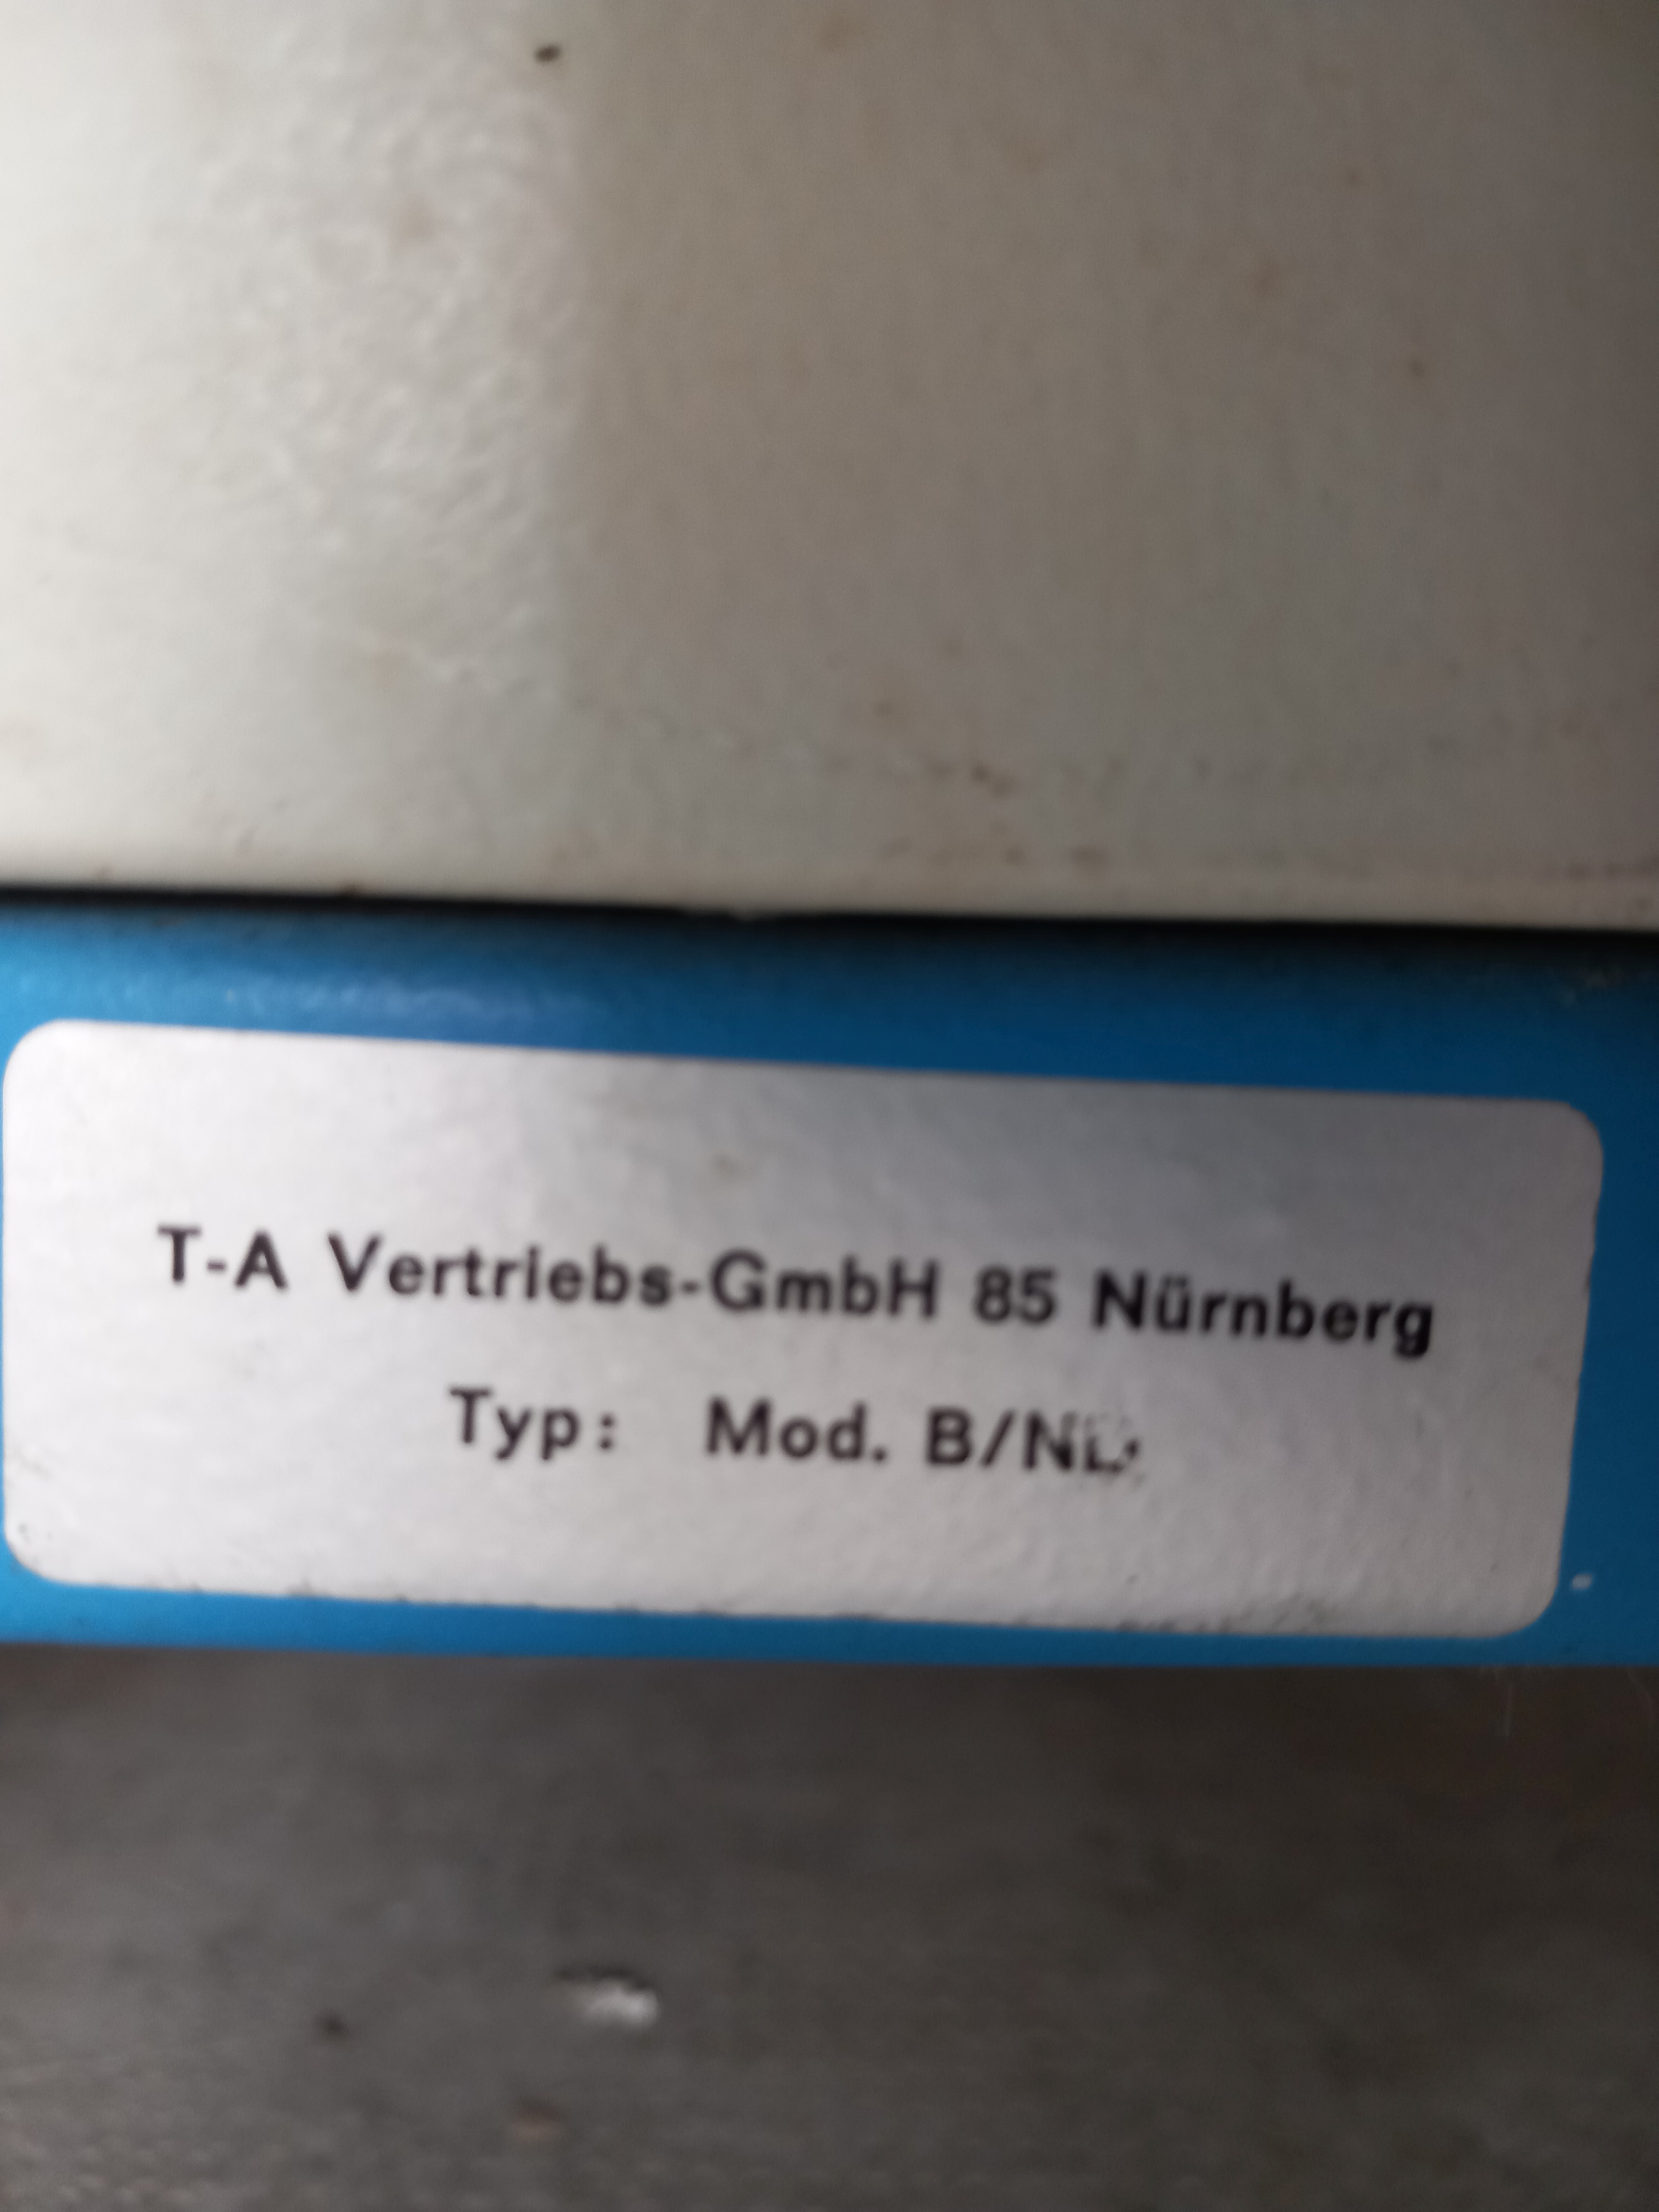 T-A Vertriebs-GmbH 85 Nürnberg
Typ: Mod.